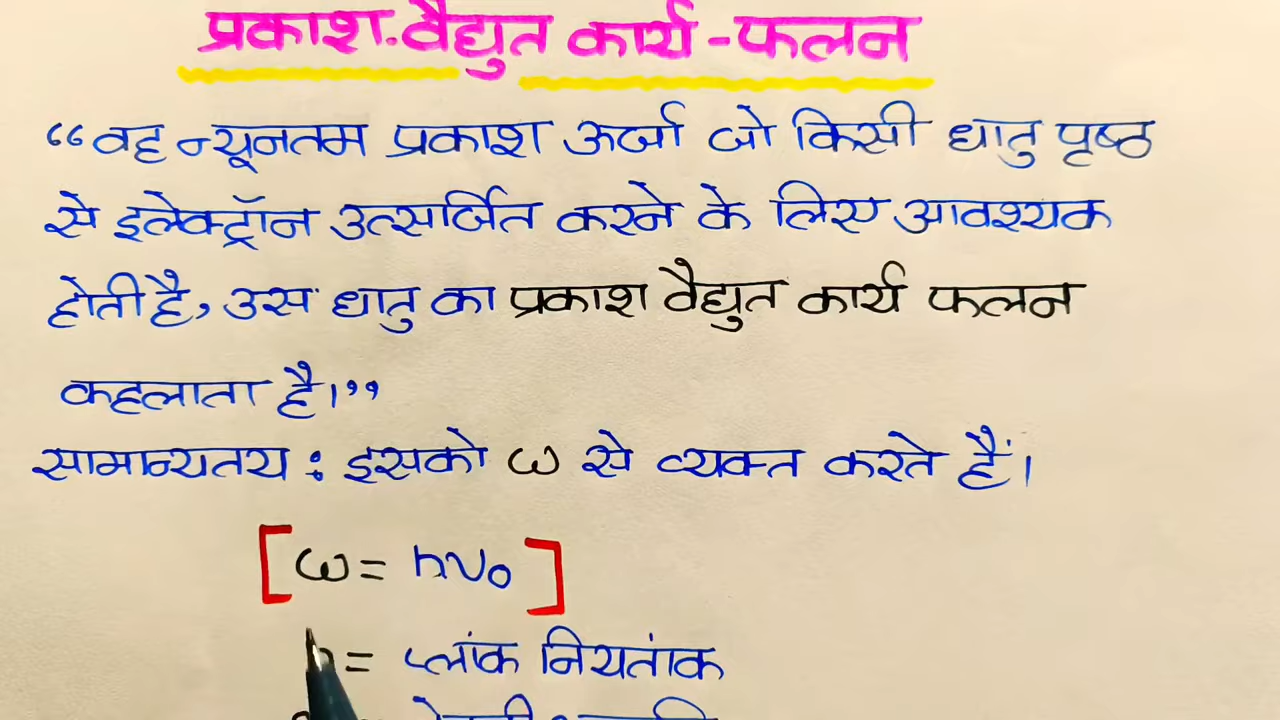 प्रकाश-वैद्युत कार्य-फलन
“वह न्यूनतम प्रकाश ऊर्जा जो किसी धातु पृष्ठ
से इलेक्ट्रॉन उत्सर्जित करने के लिए आवश्यक
होती है, उस धातु का प्रकाश वैद्युत कार्य फलन
कहलाता है।”
सामान्यतय : इसको ω से व्यक्त करते हैं।
[ω = hν₀]
h = प्लांक नियतांक